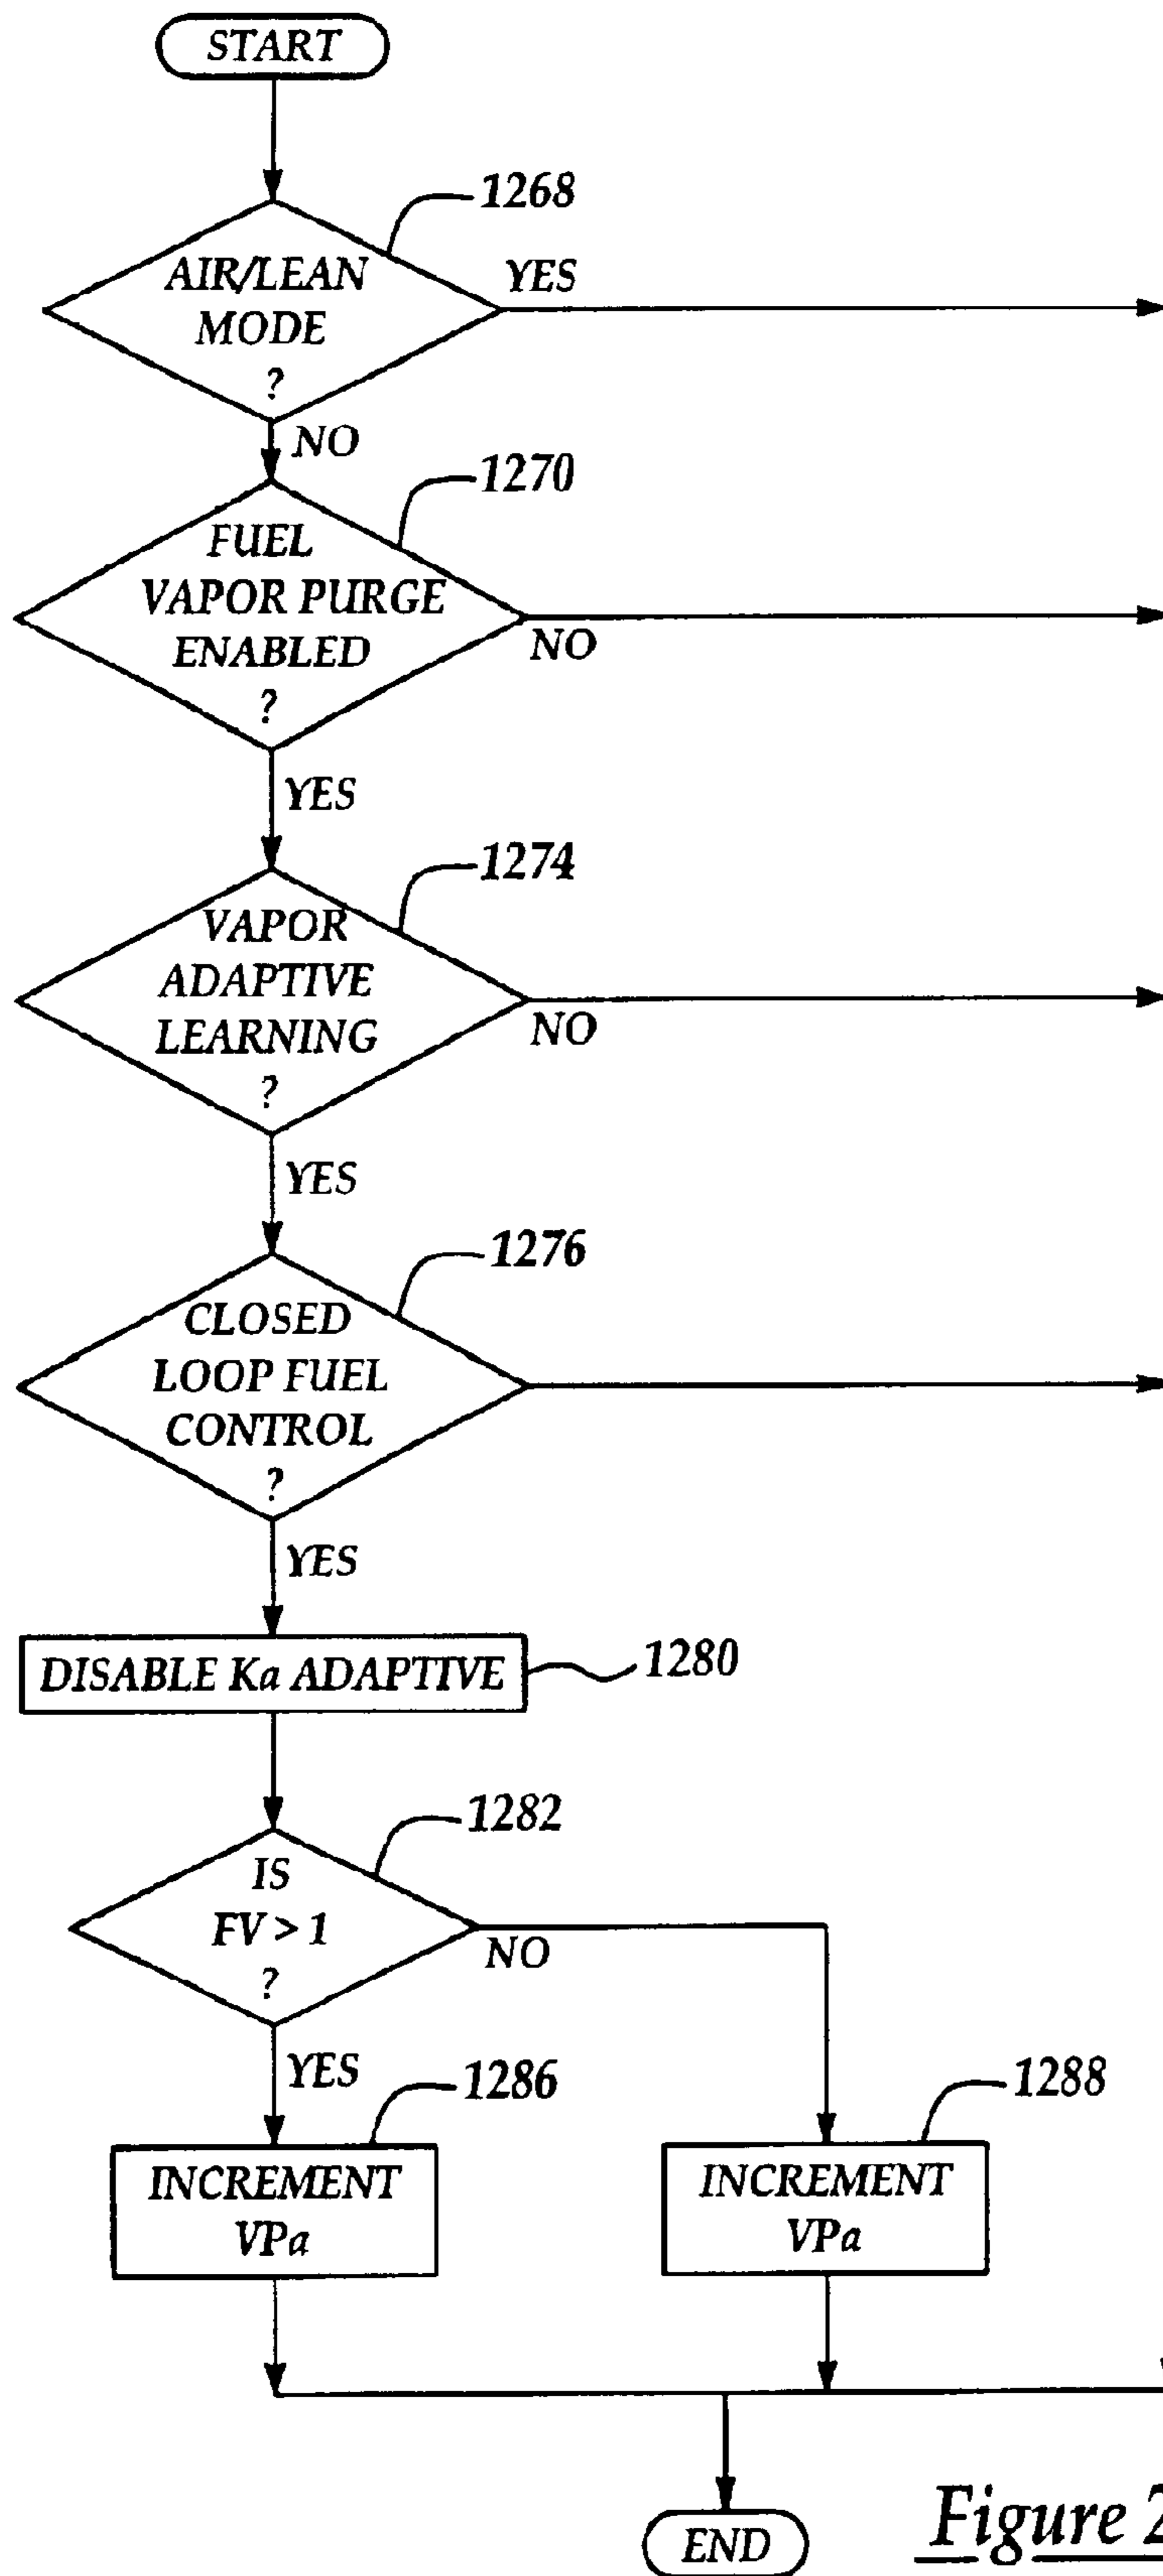 START
1268
AIR/LEAN
MODE
?
YES
NO
1270
FUEL
VAPOR PURGE
ENABLED
?
NO
YES
1274
VAPOR
ADAPTIVE
LEARNING
?
NO
YES
1276
CLOSED
LOOP FUEL
CONTROL
?
YES
DISABLE Ka ADAPTIVE
1280
1282
IS
FV > 1
?
NO
YES
1286
1288
INCREMENT
VPa
INCREMENT
VPa
END
Figure 2